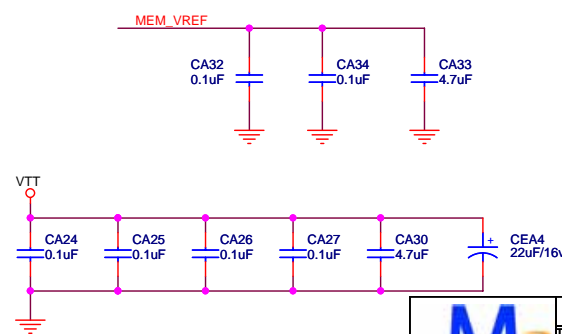 MEM_VREF
CA32
0.1uF
CA34
0.1uF
CA33
4.7uF
VTT
CA24
0.1uF
CA25
0.1uF
CA26
0.1uF
CA27
0.1uF
CA30
4.7uF
+
CEA4
22uF/16v